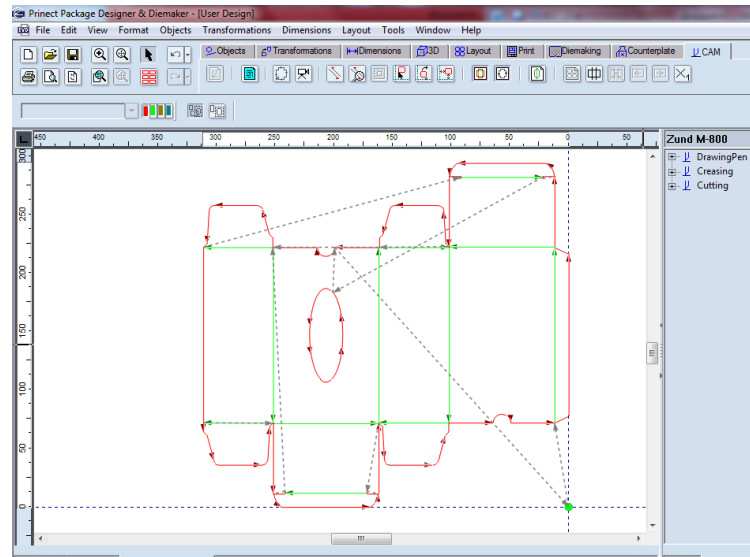 Prinect Package Designer & Diemaker - [User Design]
File Edit View Format Objects Transformations Dimensions Layout Tools Window Help
Objects Transformations Dimensions 3D Layout Print Diemaking Counterplate CAM
L
450 400 350 300 250 200 150 100 50 0 50
Zund M-800
DrawingPen
Creasing
Cutting
300
250
200
150
100
50
0